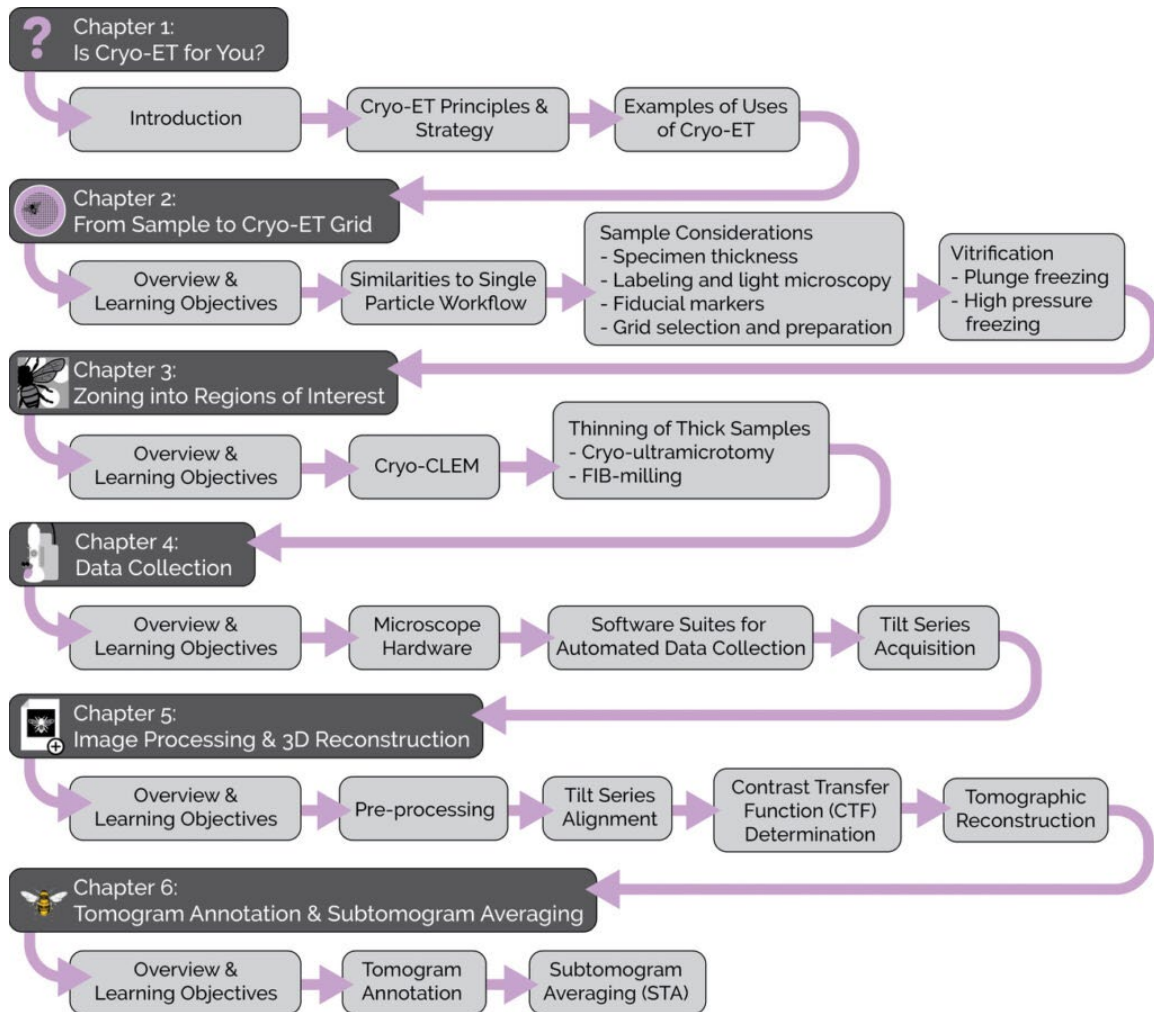 ?
Chapter 1:
Is Cryo-ET for You?
Introduction
Cryo-ET Principles &
Strategy
Examples of Uses
of Cryo-ET
Chapter 2:
From Sample to Cryo-ET Grid
Overview &
Learning Objectives
Similarities to Single
Particle Workflow
Sample Considerations
- Specimen thickness
- Labeling and light microscopy
- Fiducial markers
- Grid selection and preparation
Vitrification
- Plunge freezing
- High pressure
freezing
Chapter 3:
Zoning into Regions of Interest
Overview &
Learning Objectives
Cryo-CLEM
Thinning of Thick Samples
- Cryo-ultramicrotomy
- FIB-milling
Chapter 4:
Data Collection
Overview &
Learning Objectives
Microscope
Hardware
Software Suites for
Automated Data Collection
Tilt Series
Acquisition
Chapter 5:
Image Processing & 3D Reconstruction
Overview &
Learning Objectives
Pre-processing
Tilt Series
Alignment
Contrast Transfer
Function (CTF)
Determination
Tomographic
Reconstruction
Chapter 6:
Tomogram Annotation & Subtomogram Averaging
Overview &
Learning Objectives
Tomogram
Annotation
Subtomogram
Averaging (STA)